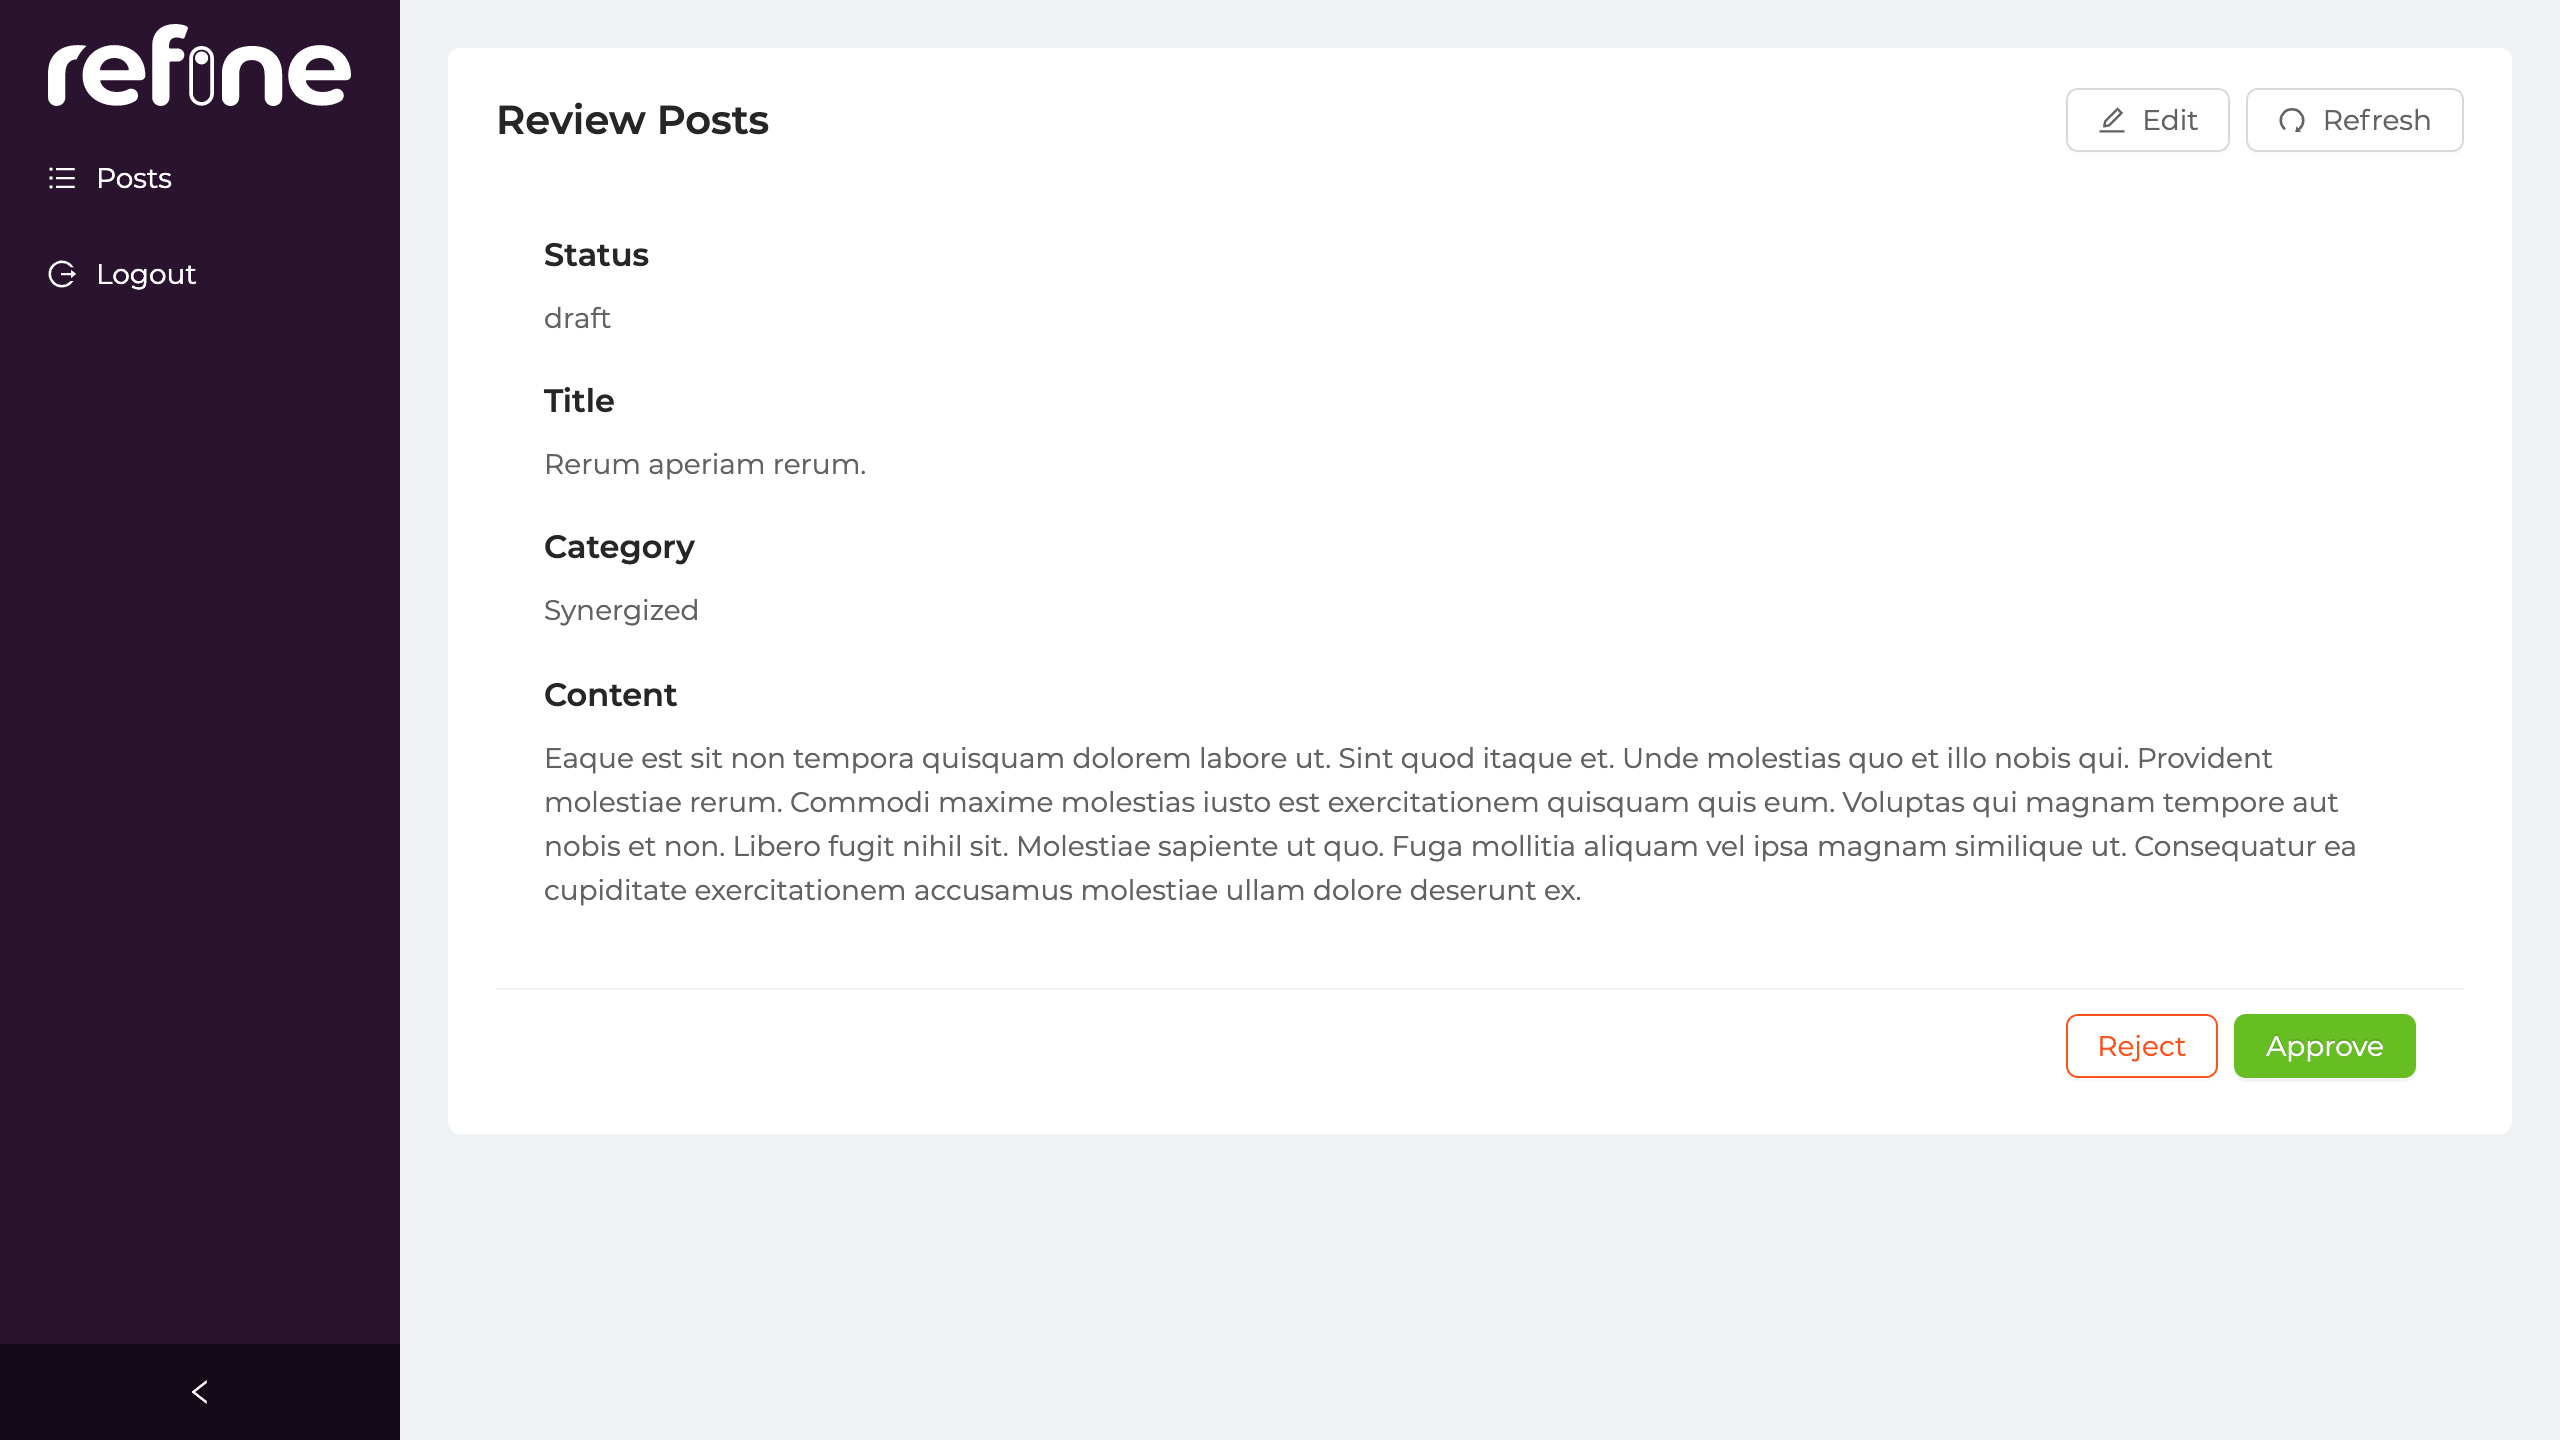 refine
Posts
Logout
Review Posts
Edit
Refresh
Status
draft
Title
Rerum aperiam rerum.
Category
Synergized
Content
Eaque est sit non tempora quisquam dolorem labore ut. Sint quod itaque et. Unde molestias quo et illo nobis qui. Provident
molestiae rerum. Commodi maxime molestias iusto est exercitationem quisquam quis eum. Voluptas qui magnam tempore aut
nobis et non. Libero fugit nihil sit. Molestiae sapiente ut quo. Fuga mollitia aliquam vel ipsa magnam similique ut. Consequatur ea
cupiditate exercitationem accusamus molestiae ullam dolore deserunt ex.
Reject
Approve